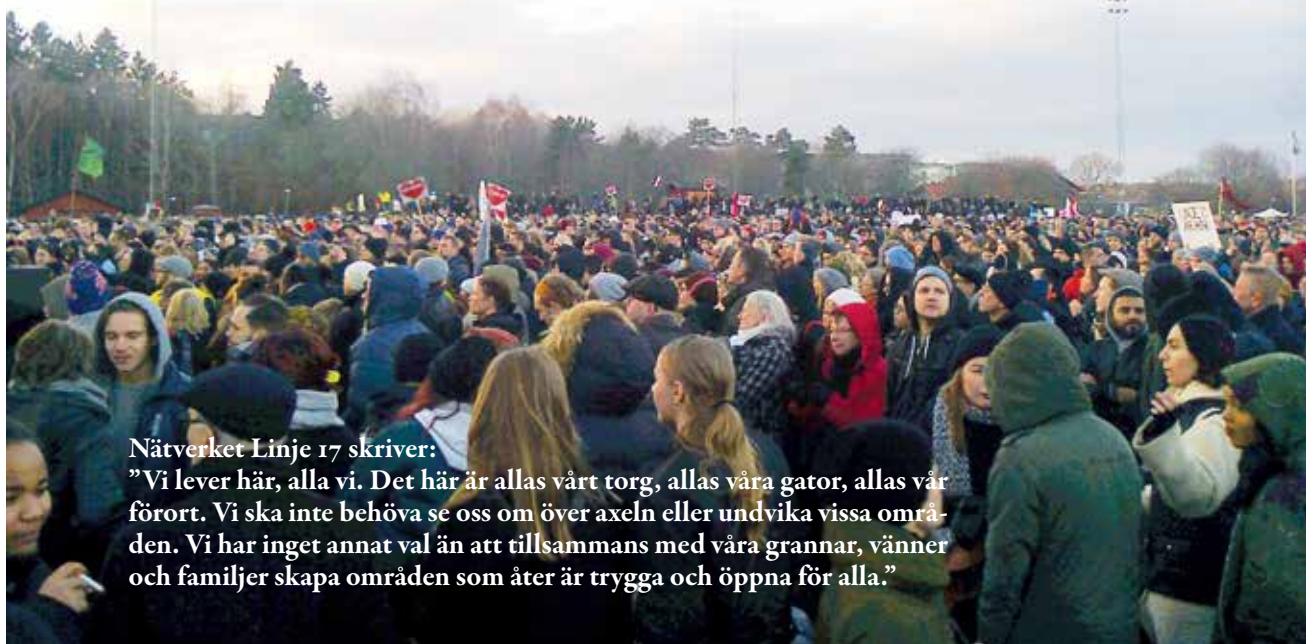 Nätverket Linje 17 skriver:
”Vi lever här, alla vi. Det här är allas vårt torg, allas våra gator, allas vår
förort. Vi ska inte behöva se oss om över axeln eller undvika vissa områ-
den. Vi har inget annat val än att tillsammans med våra grannar, vänner
och familjer skapa områden som åter är trygga och öppna för alla.”